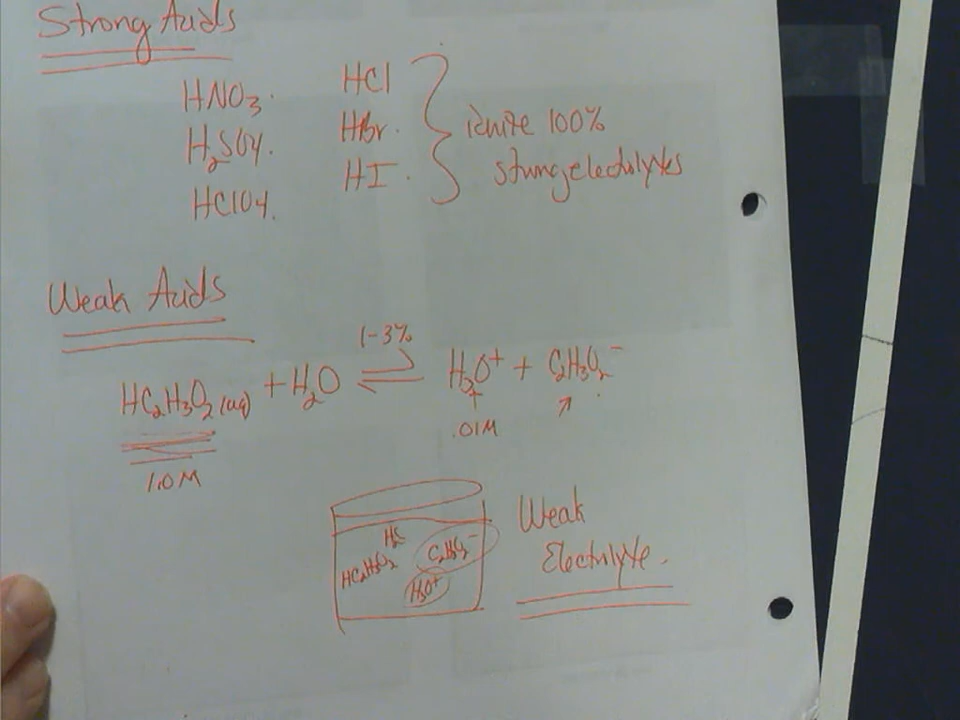 Strong Acids
HNO3. HCl
H2SO4. HBr. ionize 100%
HClO4. HI. strong electrolytes
Weak Acids
1-3%
HC2H3O2 (aq) + H2O ⇌ H3O+ + C2H3O2-
1.0M .01M
HC2H3O2 C2H3O2- Weak
H3O+ Electrolyte.